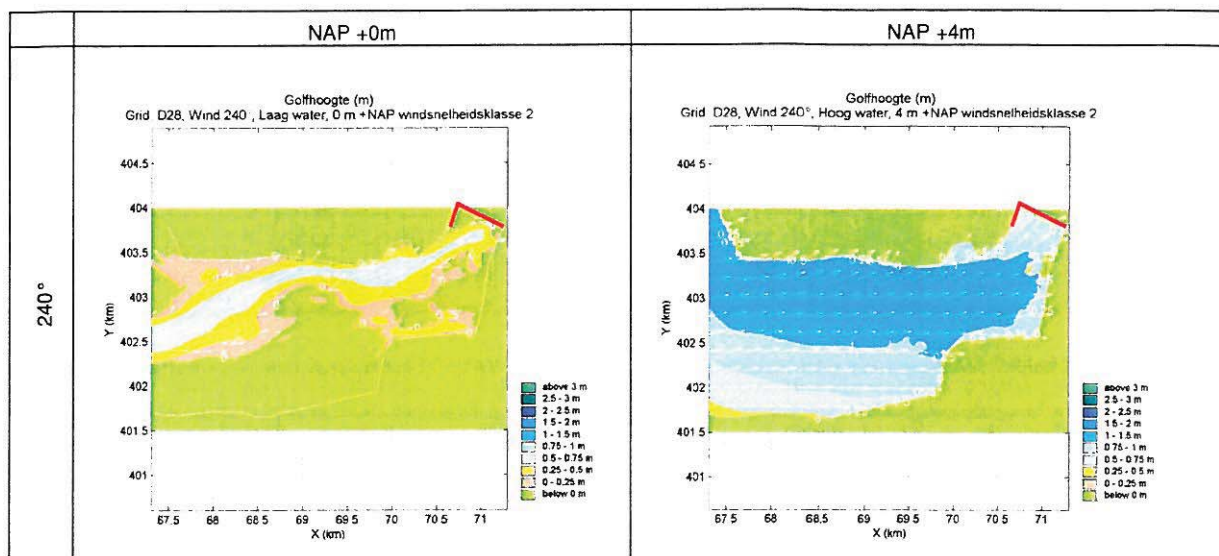 NAP +0m
NAP +4m
240°
Golfhoogte (m)
Grid D28, Wind 240°, Laag water, 0 m +NAP windsnelheidsklasse 2
404.5
404
403.5
403
402.5
402
401.5
401
Y (km)
67.5 68 68.5 69 69.5 70 70.5 71
X (km)
above 3 m
2.5 - 3 m
2 - 2.5 m
1.5 - 2 m
1 - 1.5 m
0.75 - 1 m
0.5 - 0.75 m
0.25 - 0.5 m
0 - 0.25 m
below 0 m
Golfhoogte (m)
Grid D28, Wind 240°, Hoog water, 4 m +NAP windsnelheidsklasse 2
404.5
404
403.5
403
402.5
402
401.5
401
Y (km)
67.5 68 68.5 69 69.5 70 70.5 71
X (km)
above 3 m
2.5 - 3 m
2 - 2.5 m
1.5 - 2 m
1 - 1.5 m
0.75 - 1 m
0.5 - 0.75 m
0.25 - 0.5 m
0 - 0.25 m
below 0 m